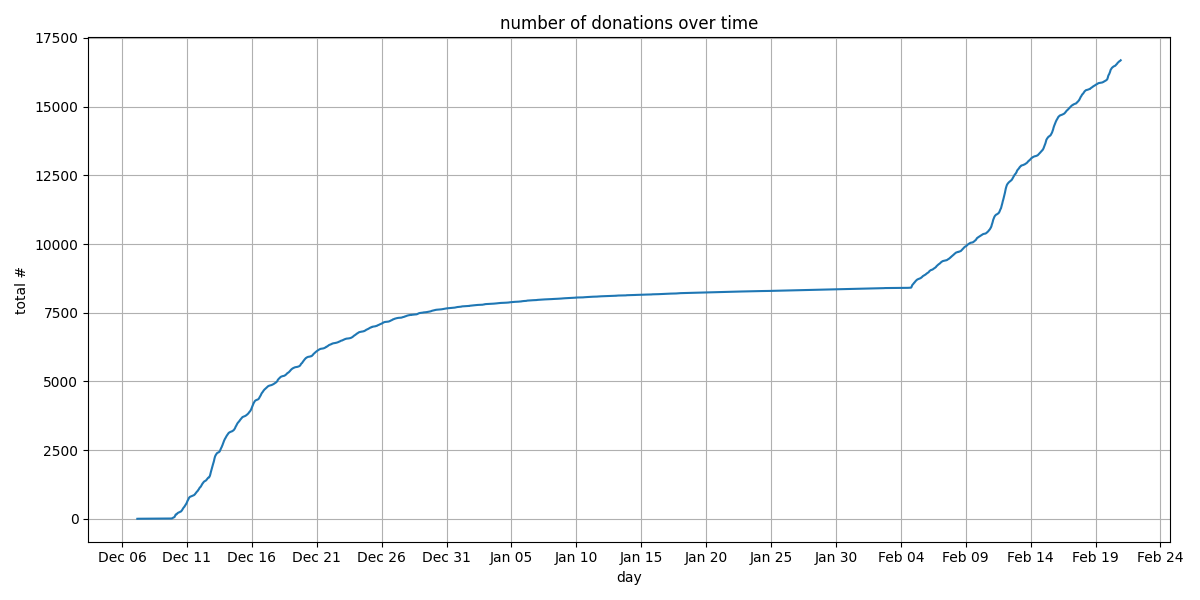 number of donations over time
17500
15000
12500
10000
7500
5000
2500
0
total #
Dec 06 Dec 11 Dec 16 Dec 21 Dec 26 Dec 31 Jan 05 Jan 10 Jan 15 Jan 20 Jan 25 Jan 30 Feb 04 Feb 09 Feb 14 Feb 19 Feb 24
day